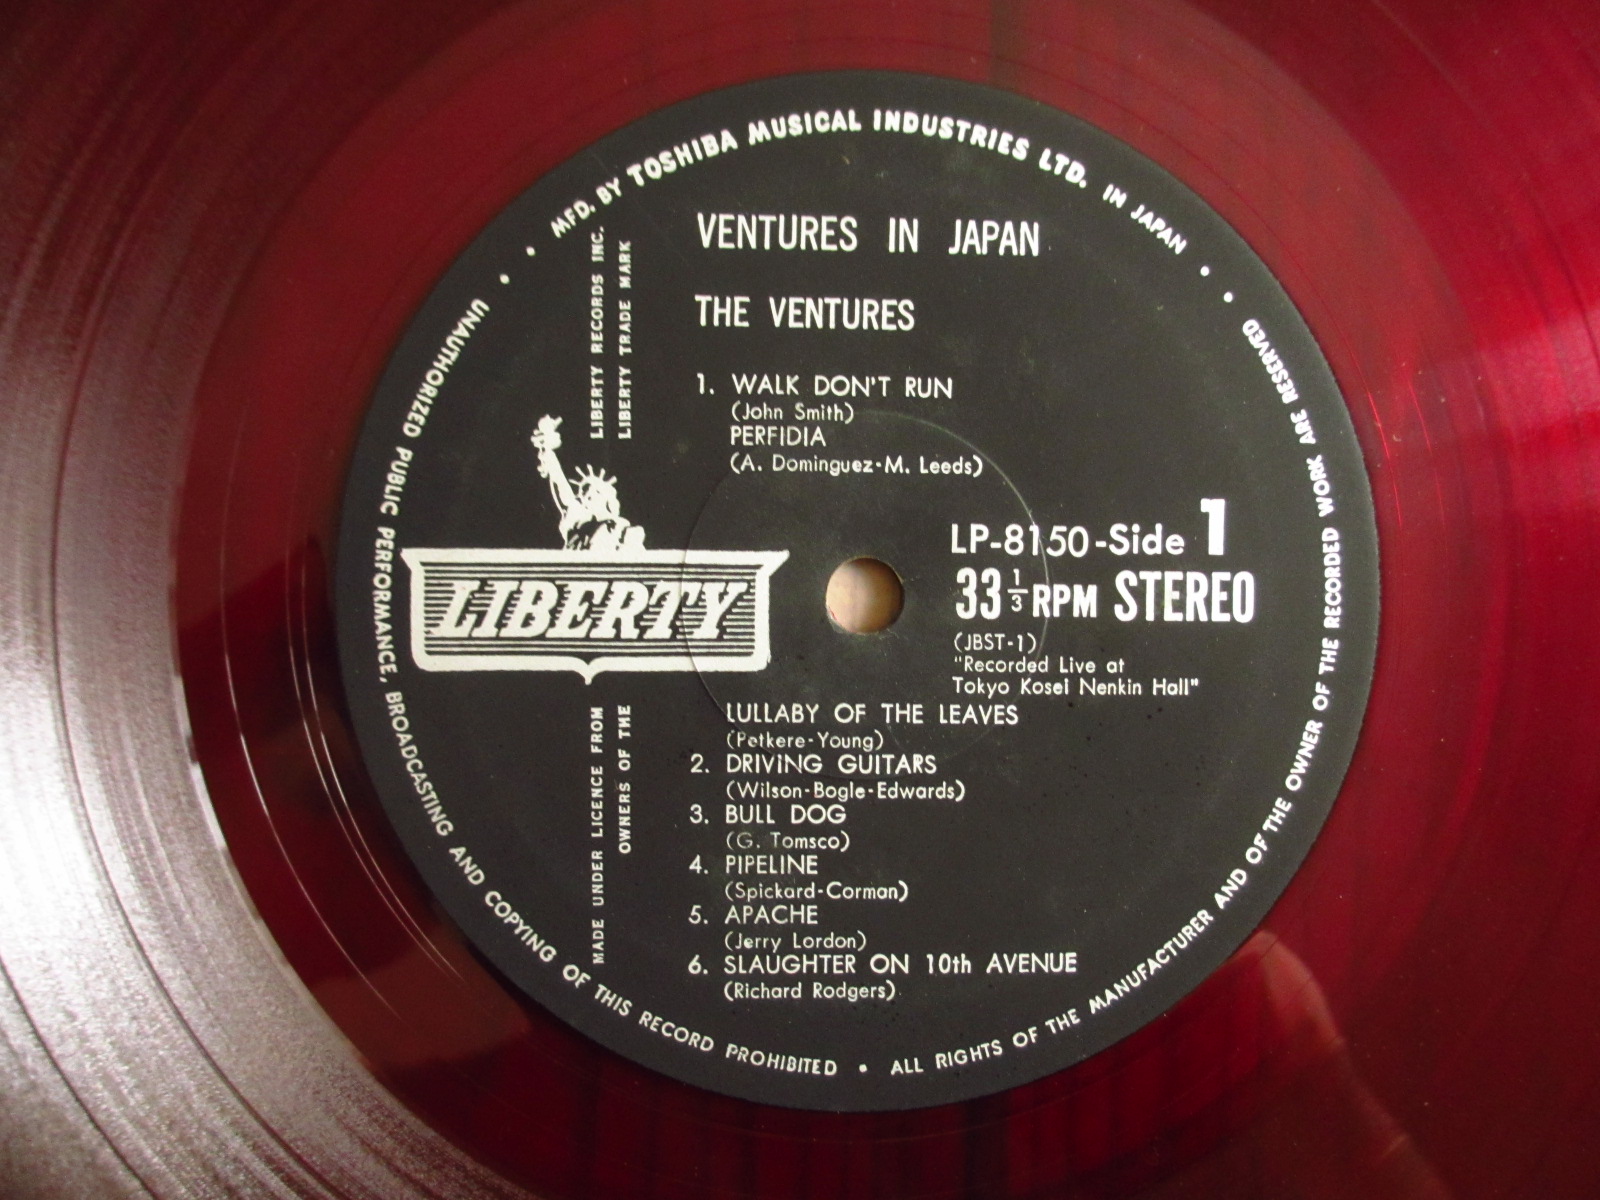 MFD. BY TOSHIBA MUSICAL INDUSTRIES LTD. IN JAPAN
VENTURES IN JAPAN
THE VENTURES
LIBERTY RECORDS INC.
LIBERTY TRADE MARK
1. WALK DON'T RUN
(John Smith)
PERFIDIA
(A. Dominguez-M. Leeds)
LP-8150-Side 1
33 1/3 RPM STEREO
(JBST-1)
"Recorded Live at
Tokyo Kosei Nenkin Hall"
LIBERTY
LULLABY OF THE LEAVES
(Petkere-Young)
2. DRIVING GUITARS
(Wilson-Bogle-Edwards)
3. BULL DOG
(G. Tomsco)
4. PIPELINE
(Spickard-Corman)
5. APACHE
(Jerry Lordon)
6. SLAUGHTER ON 10th AVENUE
(Richard Rodgers)
MADE UNDER LICENCE FROM
OWNERS OF THE
UNAUTHORIZED PUBLIC PERFORMANCE, BROADCASTING AND COPYING OF THIS RECORD PROHIBITED • ALL RIGHTS OF THE MANUFACTURER AND OF THE OWNER OF THE RECORDED WORK ARE RESERVED